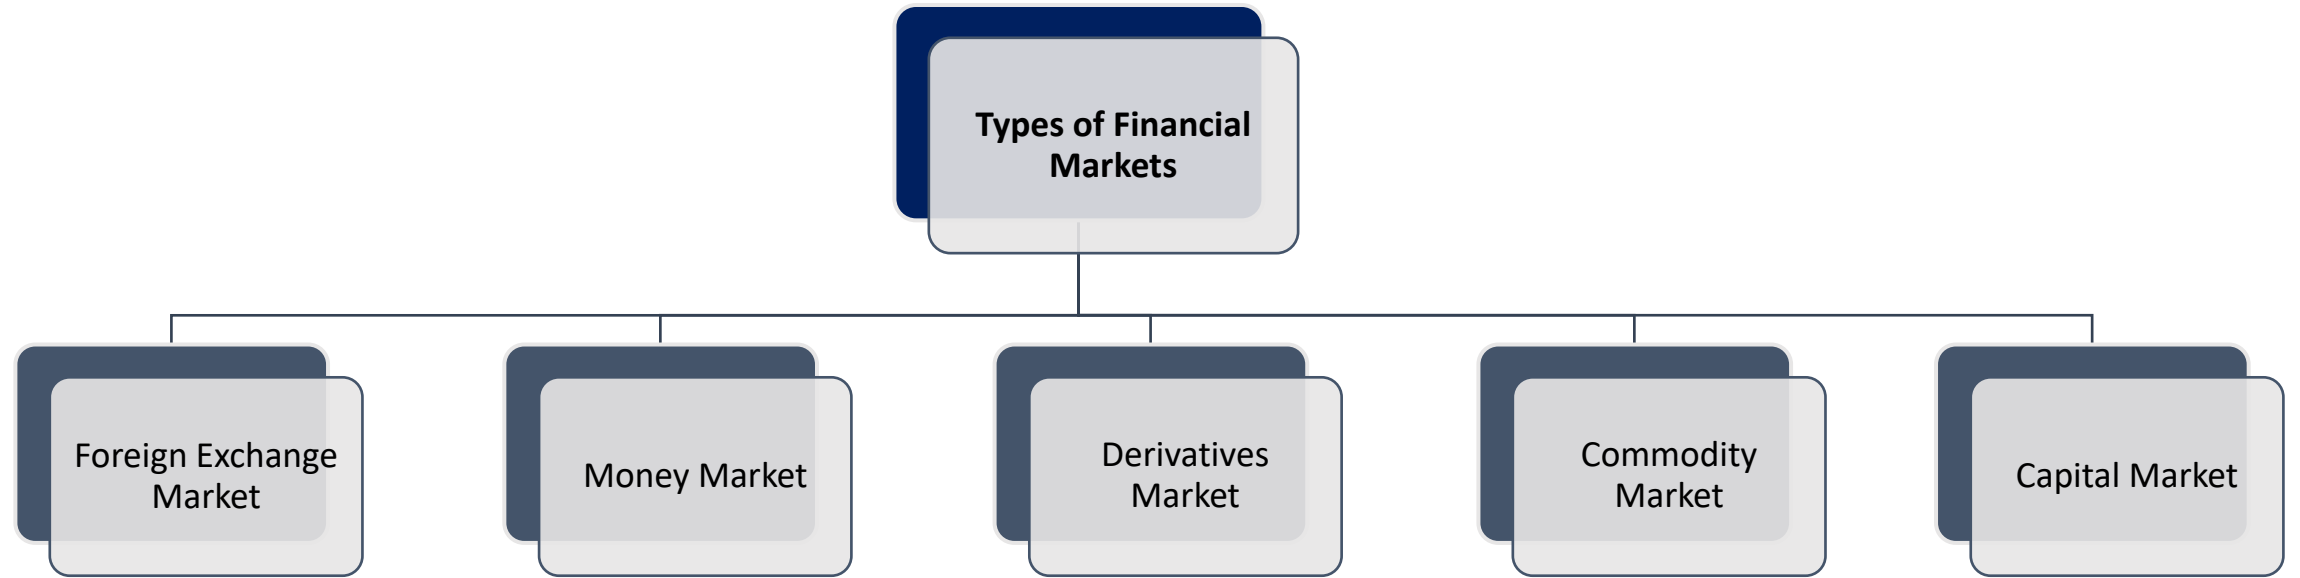 Types of Financial
Markets
Foreign Exchange
Market
Money Market
Derivatives
Market
Commodity
Market
Capital Market